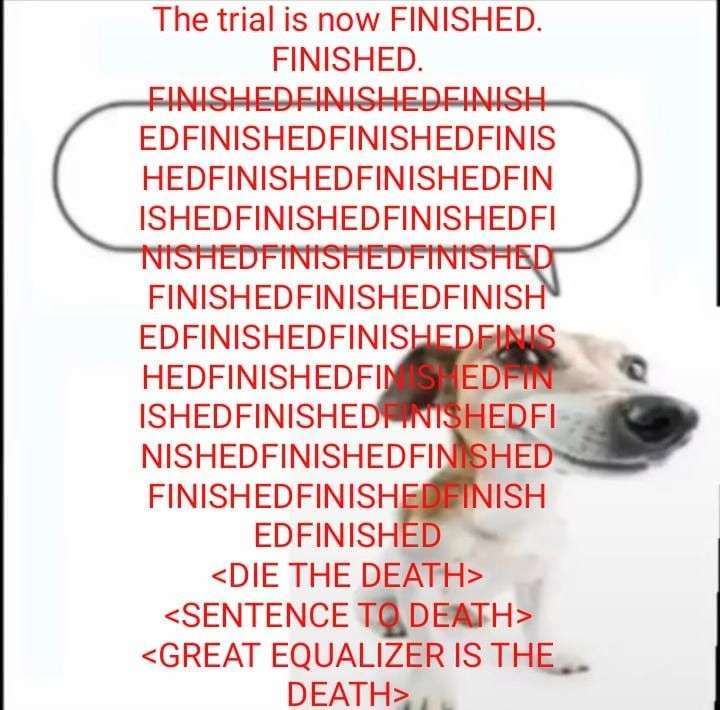 The trial is now FINISHED.
FINISHED.
FINISHEDFINISHEDFINISH
EDFINISHEDFINISHEDFINIS
HEDFINISHEDFINISHEDFIN
ISHEDFINISHEDFINISHEDFI
NISHEDFINISHEDFINISHED
FINISHEDFINISHEDFINISH
EDFINISHEDFINISHEDFINIS
HEDFINISHEDFINISHEDFIN
ISHEDFINISHEDFINISHEDFI
NISHEDFINISHEDFINISHED
FINISHEDFINISHEDFINISH
EDFINISHED
<DIE THE DEATH>
<SENTENCE TO DEATH>
<GREAT EQUALIZER IS THE
DEATH>